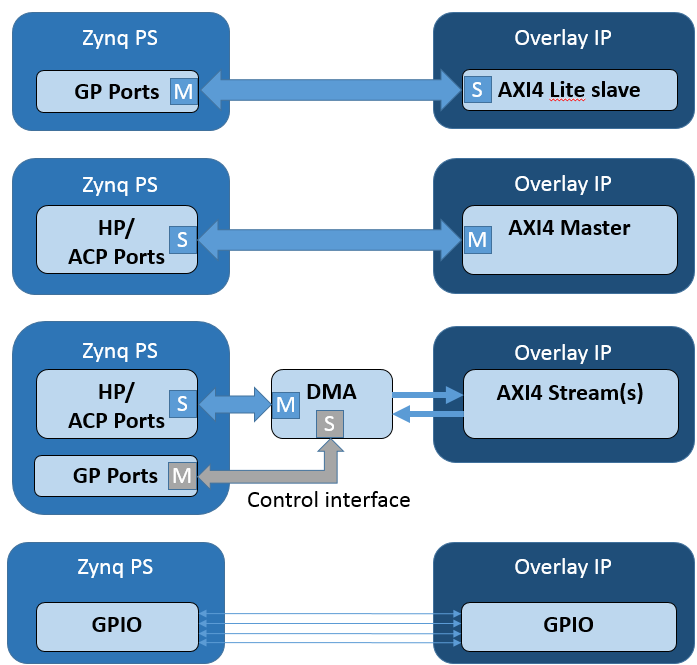 Zynq PS
Overlay IP
GP Ports
M
S
AXI4 Lite slave
Zynq PS
Overlay IP
HP/
ACP Ports
S
M
AXI4 Master
Zynq PS
Overlay IP
HP/
ACP Ports
S
M
DMA
S
AXI4 Stream(s)
GP Ports
M
Control interface
Zynq PS
Overlay IP
GPIO
GPIO